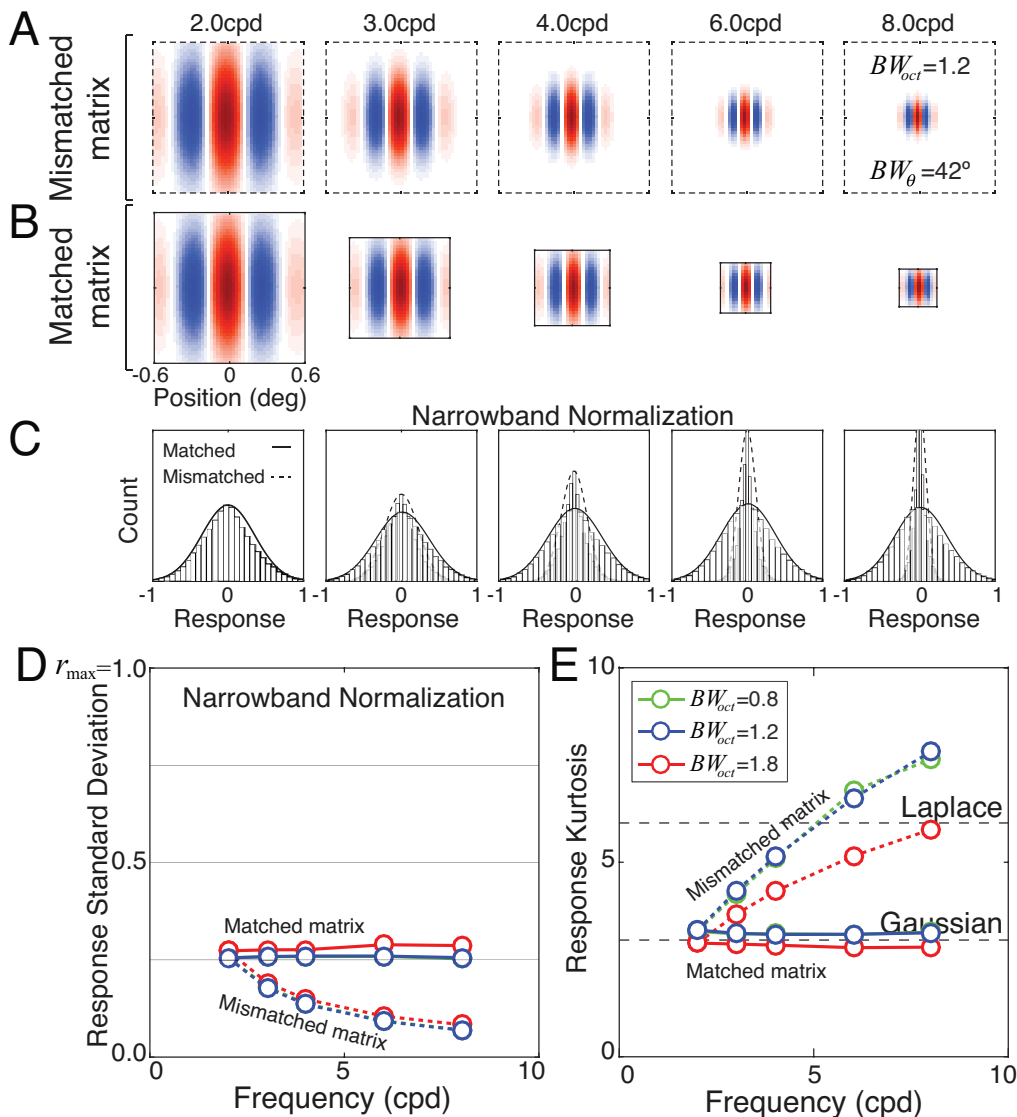 A
2.0cpd 3.0cpd 4.0cpd 6.0cpd 8.0cpd
Mismatched
matrix
BWoct=1.2
BWθ=42º
B
Matched
matrix
-0.6 0 0.6
Position (deg)
Narrowband Normalization
C
Matched
Mismatched
Count
-1 0 1 -1 0 1 -1 0 1 -1 0 1 -1 0 1
Response Response Response Response Response
D
rmax=1.0
Narrowband Normalization
Response Standard Deviation
0.5
0.0
Matched matrix
Mismatched matrix
0 5 10
Frequency (cpd)
E
10
BWoct=0.8
BWoct=1.2
BWoct=1.8
Response Kurtosis
Mismatched matrix
Laplace
5
Gaussian
Matched matrix
0
0 5 10
Frequency (cpd)